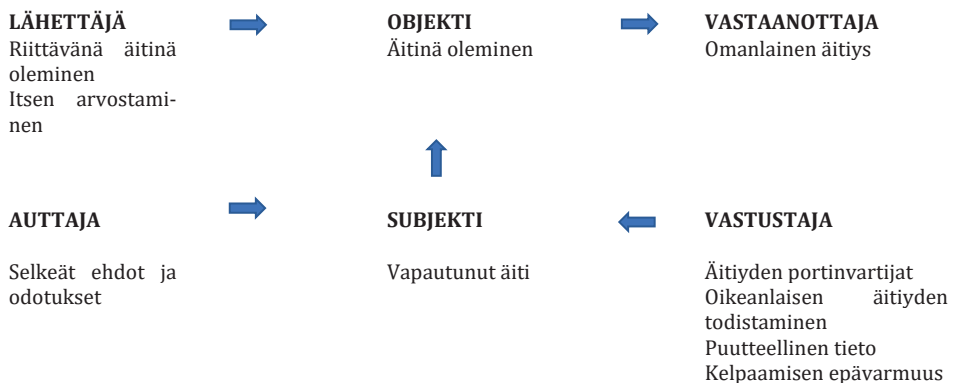 LÄHETTÄJÄ
Riittävänä äitinä
oleminen
Itsen arvostami-
nen
OBJEKTI
Äitinä oleminen
VASTAANOTTAJA
Omanlainen äitiys
AUTTAJA
Selkeät ehdot ja
odotukset
SUBJEKTI
Vapautunut äiti
VASTUSTAJA
Äitiyden portinvartijat
Oikeanlaisen äitiyden
todistaminen
Puutteellinen tieto
Kelpaamisen epävarmuus